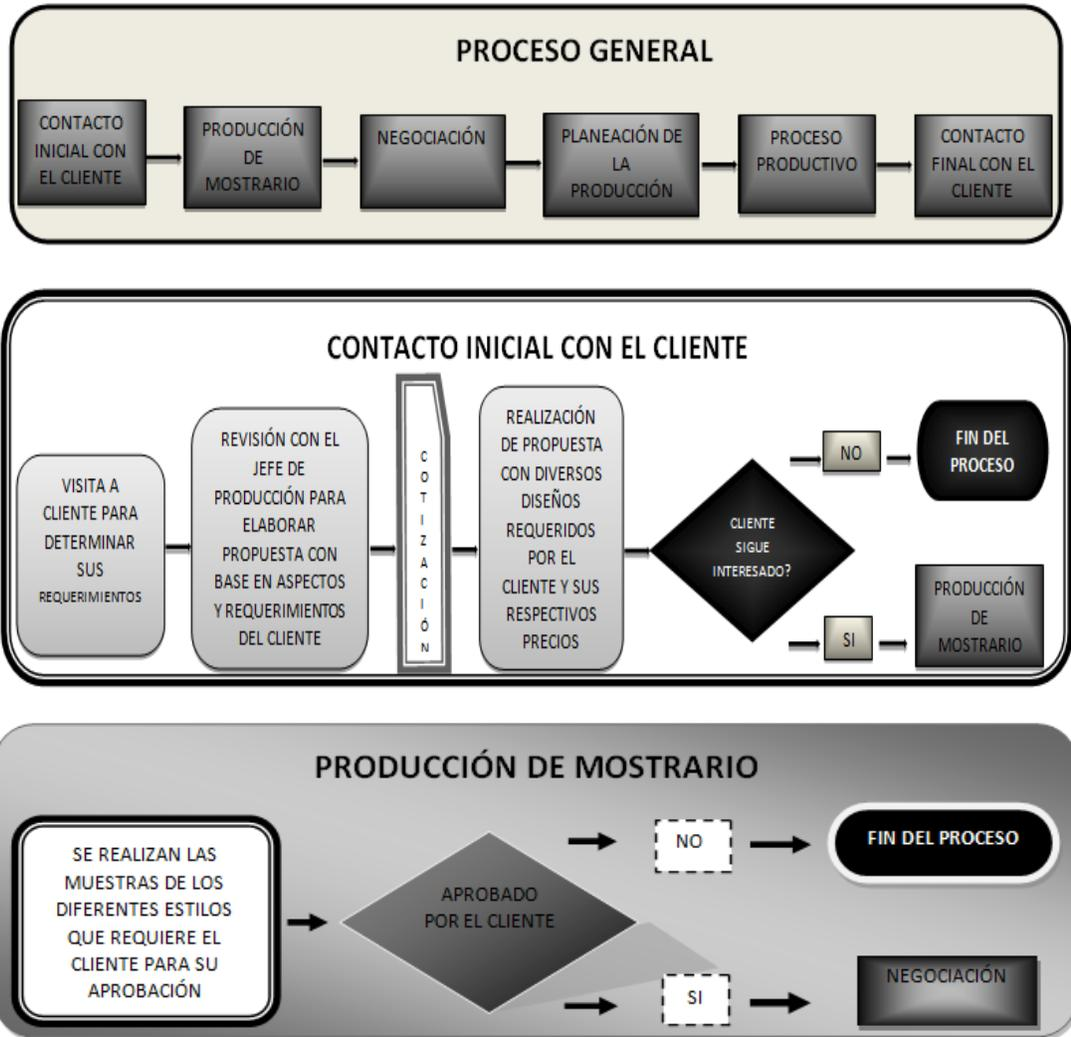 PROCESO GENERAL
CONTACTO
INICIAL CON
EL CLIENTE
PRODUCCIÓN
DE
MOSTRARIO
NEGOCIACIÓN
PLANEACIÓN DE
LA
PRODUCCIÓN
PROCESO
PRODUCTIVO
CONTACTO
FINAL CON EL
CLIENTE
CONTACTO INICIAL CON EL CLIENTE
VISITA A
CLIENTE PARA
DETERMINAR
SUS
REQUERIMIENTOS
REVISIÓN CON EL
JEFE DE
PRODUCCIÓN PARA
ELABORAR
PROPUESTA CON
BASE EN ASPECTOS
Y REQUERIMIENTOS
DEL CLIENTE
COTIZACIÓN
REALIZACIÓN
DE PROPUESTA
CON DIVERSOS
DISEÑOS
REQUERIDOS
POR EL
CLIENTE Y SUS
RESPECTIVOS
PRECIOS
CLIENTE
SIGUE
INTERESADO?
NO
FIN DEL
PROCESO
SI
PRODUCCIÓN
DE
MOSTRARIO
PRODUCCIÓN DE MOSTRARIO
SE REALIZAN LAS
MUESTRAS DE LOS
DIFERENTES ESTILOS
QUE REQUIERE EL
CLIENTE PARA SU
APROBACIÓN
APROBADO
POR EL CLIENTE
NO
FIN DEL PROCESO
SI
NEGOCIACIÓN